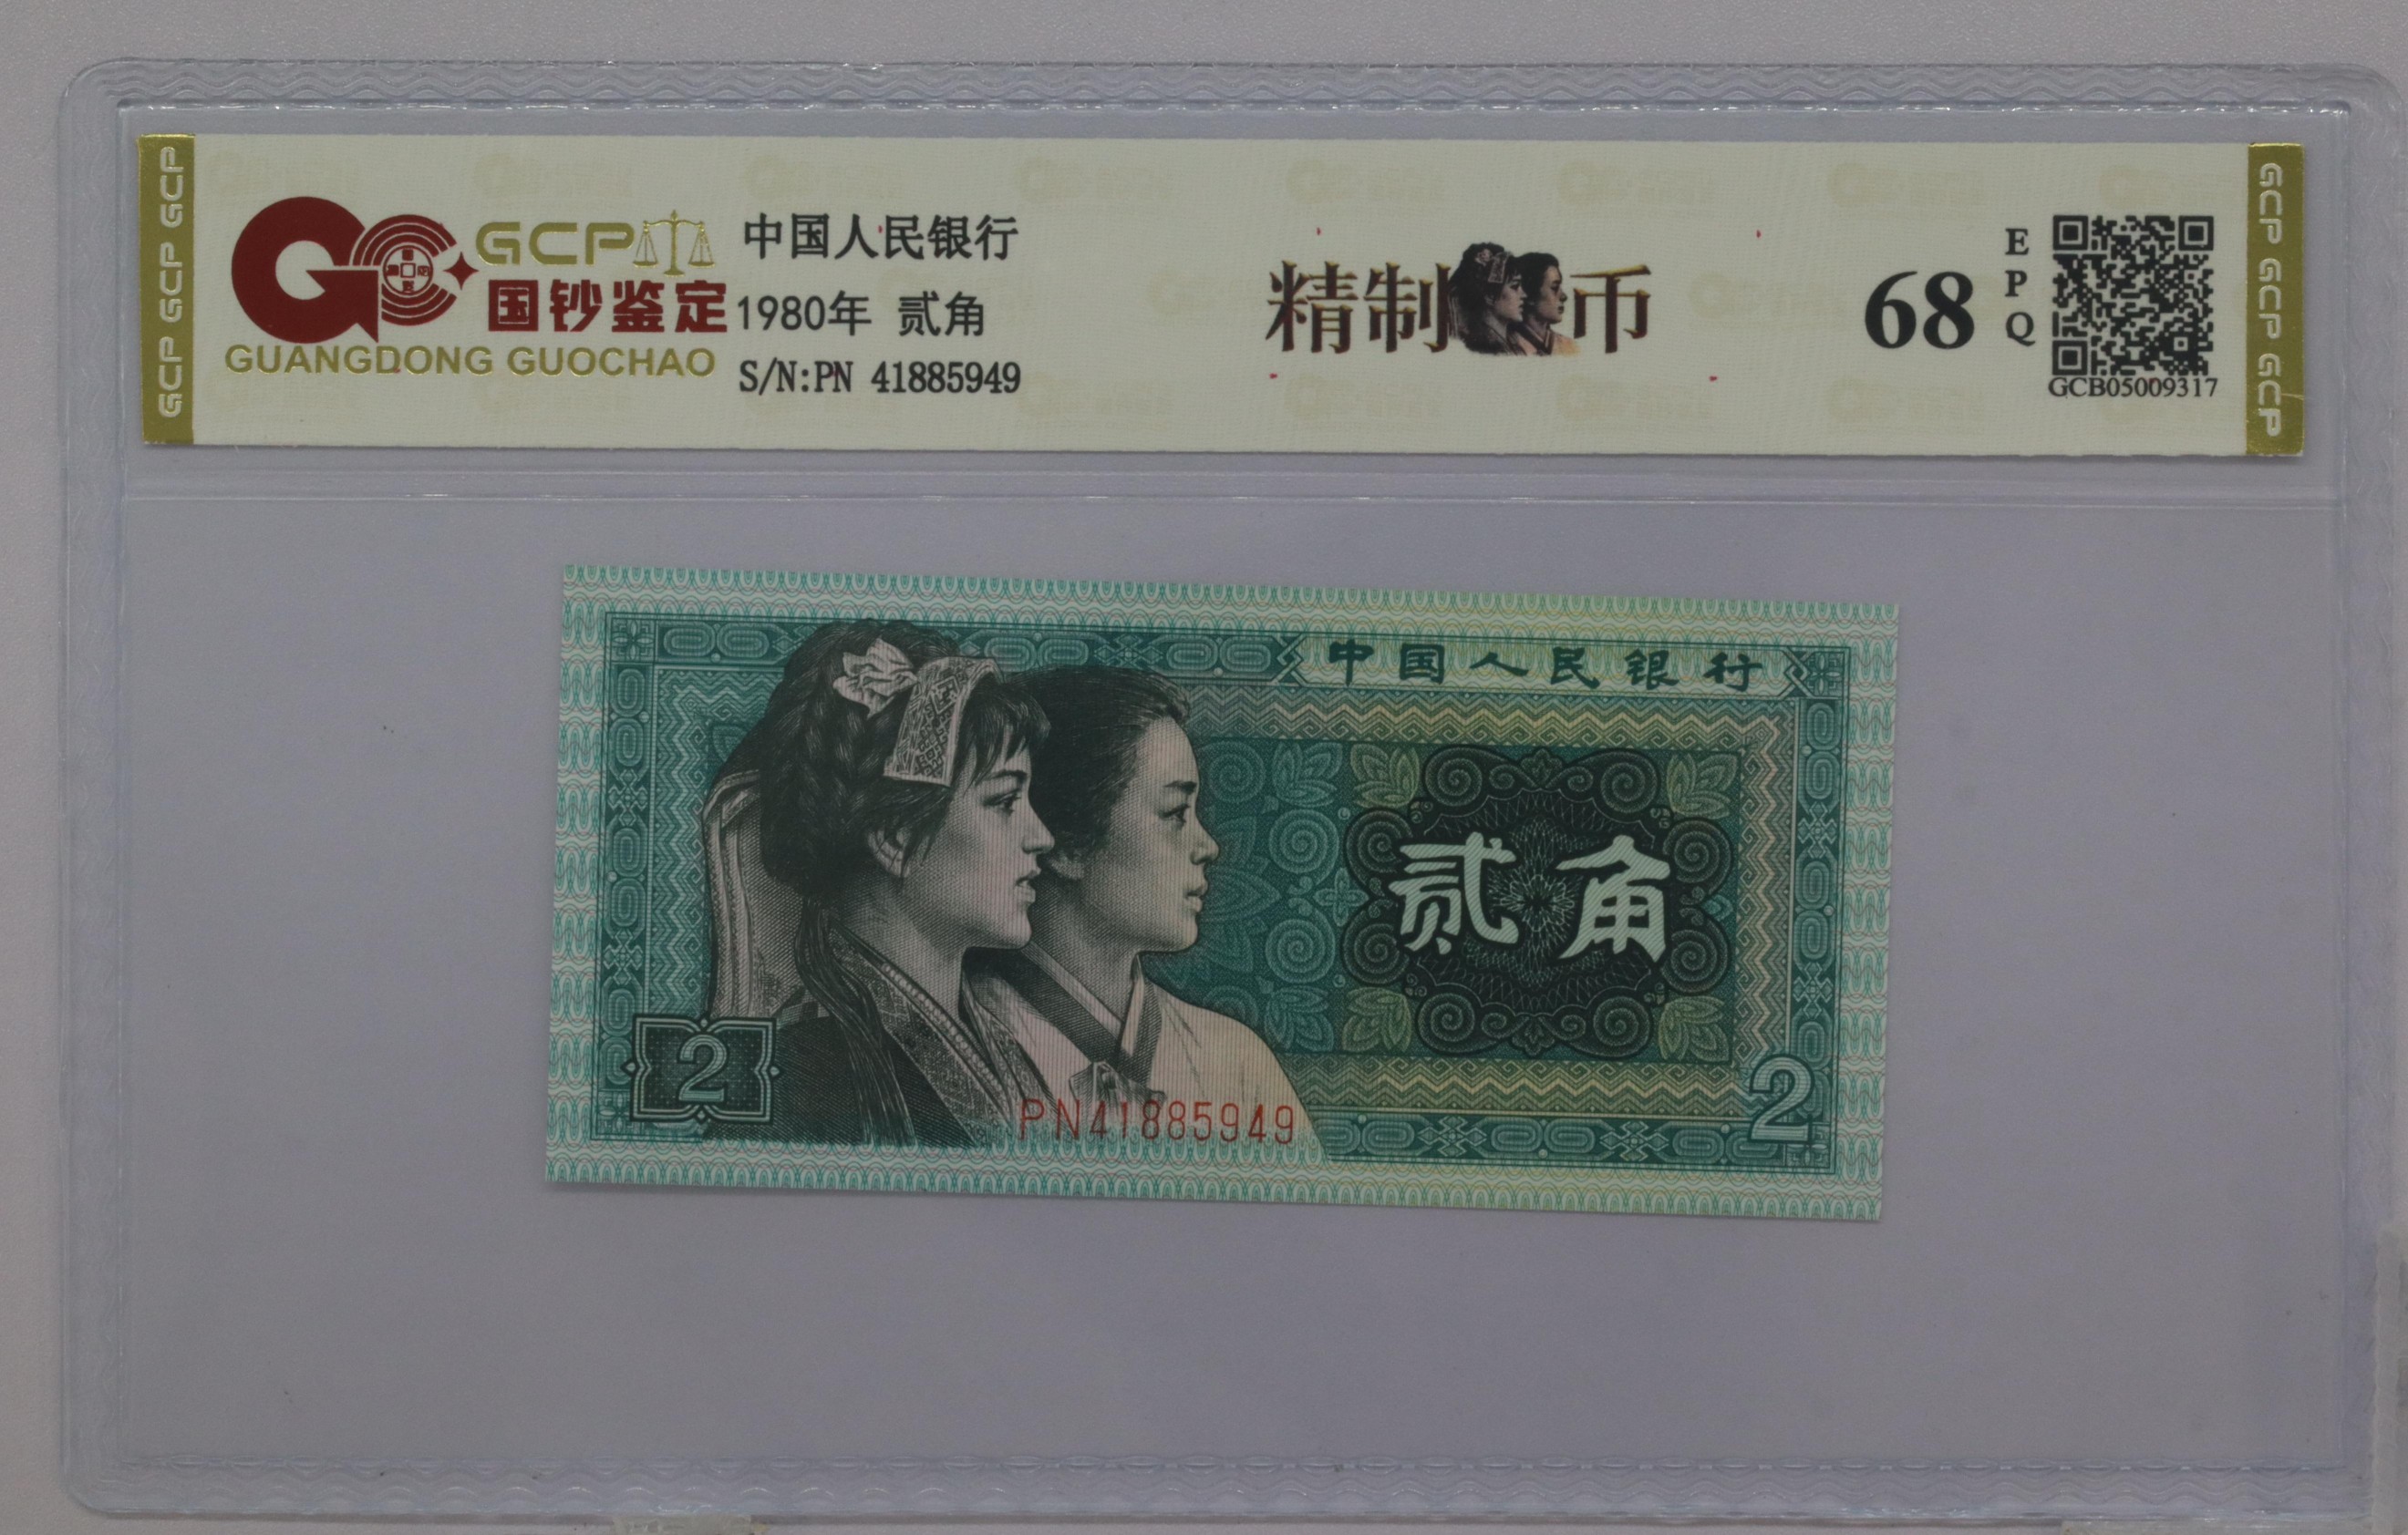 GCP GCP GCP
GCP
国钞鉴定
GUANGDONG GUOCHAO
中国人民银行
1980年 贰角
S/N:PN 41885949
精制币
68
EPQ
GCB05009317
GCP GCP GCP
中国人民银行
贰角
2
PN41885949
2